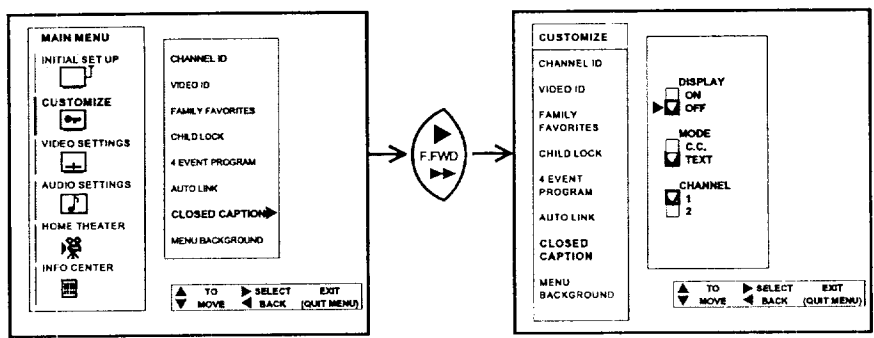 MAIN MENU
INITIAL SET UP
CUSTOMIZE
VIDEO SETTINGS
AUDIO SETTINGS
HOME THEATER
INFO CENTER
CHANNEL ID
VIDEO ID
FAMILY FAVORITES
CHILD LOCK
4 EVENT PROGRAM
AUTO LINK
CLOSED CAPTION
MENU BACKGROUND
TO SELECT EXIT
MOVE BACK (QUIT MENU)
F.FWD
CUSTOMIZE
CHANNEL ID
VIDEO ID
FAMILY
FAVORITES
CHILD LOCK
4 EVENT
PROGRAM
AUTO LINK
CLOSED
CAPTION
MENU
BACKGROUND
DISPLAY
ON
OFF
MODE
C.C.
TEXT
CHANNEL
1
2
TO SELECT EXIT
MOVE BACK (QUIT MENU)